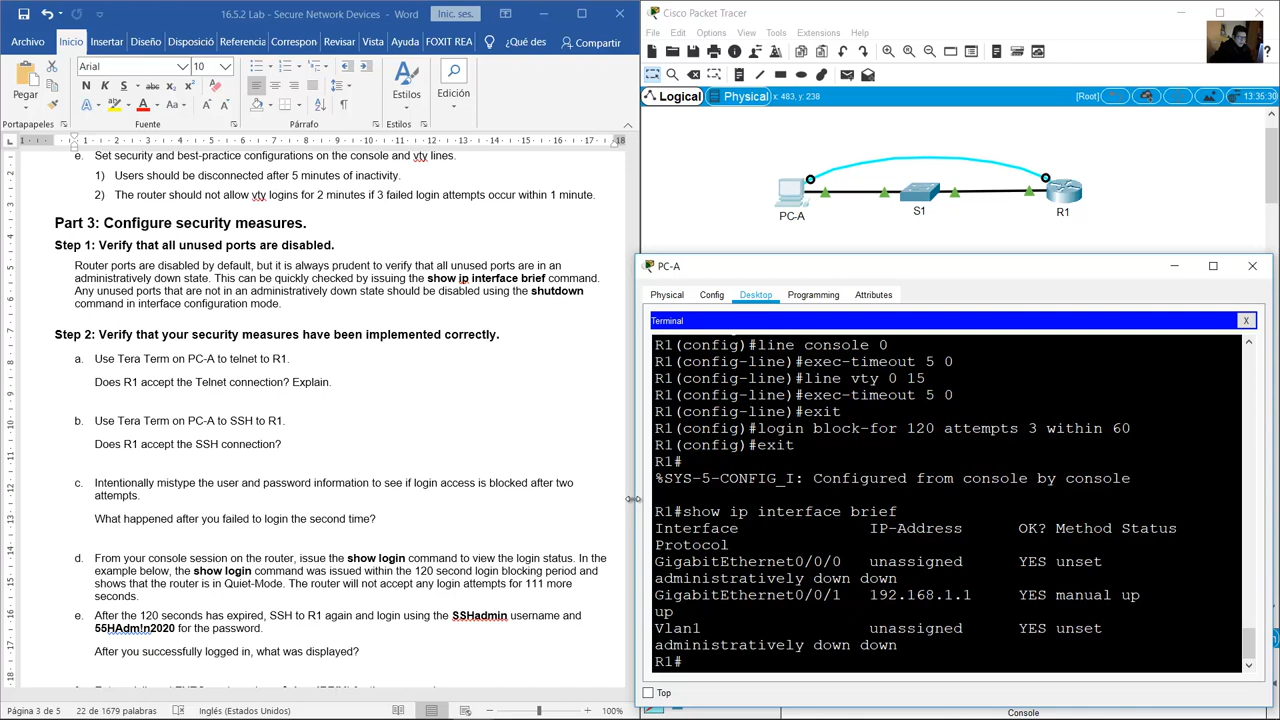 16.5.2 Lab - Secure Network Devices - Word
Inic. ses.
Archivo
Inicio
Insertar
Diseño
Disposició
Referencia
Correspon
Revisar
Vista
Ayuda
FOXIT REA
¿Qué des
Compartir
Pegar
Arial
10
N K S abc x₂ x²
Aa
Estilos
Edición
Portapapeles
Fuente
Párrafo
Estilos
1 1 2 3 4 5 6 7 8 9 10 11 12 13 14 15 16 18
e. Set security and best-practice configurations on the console and vty lines.
1) Users should be disconnected after 5 minutes of inactivity.
The router should not allow vty logins for 2 minutes if 3 failed login attempts occur within 1 minute.
Part 3: Configure security measures.
Step 1: Verify that all unused ports are disabled.
Router ports are disabled by default, but it is always prudent to verify that all unused ports are in an
administratively down state. This can be quickly checked by issuing the show ip interface brief command.
Any unused ports that are not in an administratively down state should be disabled using the shutdown
command in interface configuration mode.
Step 2: Verify that your security measures have been implemented correctly.
a. Use Tera Term on PC-A to telnet to R1.
Does R1 accept the Telnet connection? Explain.
b. Use Tera Term on PC-A to SSH to R1.
Does R1 accept the SSH connection?
c. Intentionally mistype the user and password information to see if login access is blocked after two
attempts.
What happened after you failed to login the second time?
d. From your console session on the router, issue the show login command to view the login status. In the
example below, the show login command was issued within the 120 second login blocking period and
shows that the router is in Quiet-Mode. The router will not accept any login attempts for 111 more
seconds.
e. After the 120 seconds has expired, SSH to R1 again and login using the SSHadmin username and
55HAdm!n2020 for the password.
After you successfully logged in, what was displayed?
Página 3 de 5
22 de 1679 palabras
Inglés (Estados Unidos)
100%
Cisco Packet Tracer
File Edit Options View Tools Extensions Help
?
Logical
Physical
x: 483, y: 238
[Root]
13:35:30
PC-A
S1
R1
PC-A
Physical
Config
Desktop
Programming
Attributes
Terminal
X
R1(config)#line console 0
R1(config-line)#exec-timeout 5 0
R1(config-line)#line vty 0 15
R1(config-line)#exec-timeout 5 0
R1(config-line)#exit
R1(config)#login block-for 120 attempts 3 within 60
R1(config)#exit
R1#
%SYS-5-CONFIG_I: Configured from console by console
R1#show ip interface brief
Interface IP-Address OK? Method Status
Protocol
GigabitEthernet0/0/0 unassigned YES unset
administratively down down
GigabitEthernet0/0/1 192.168.1.1 YES manual up
up
Vlan1 unassigned YES unset
administratively down down
R1#
Top
Console